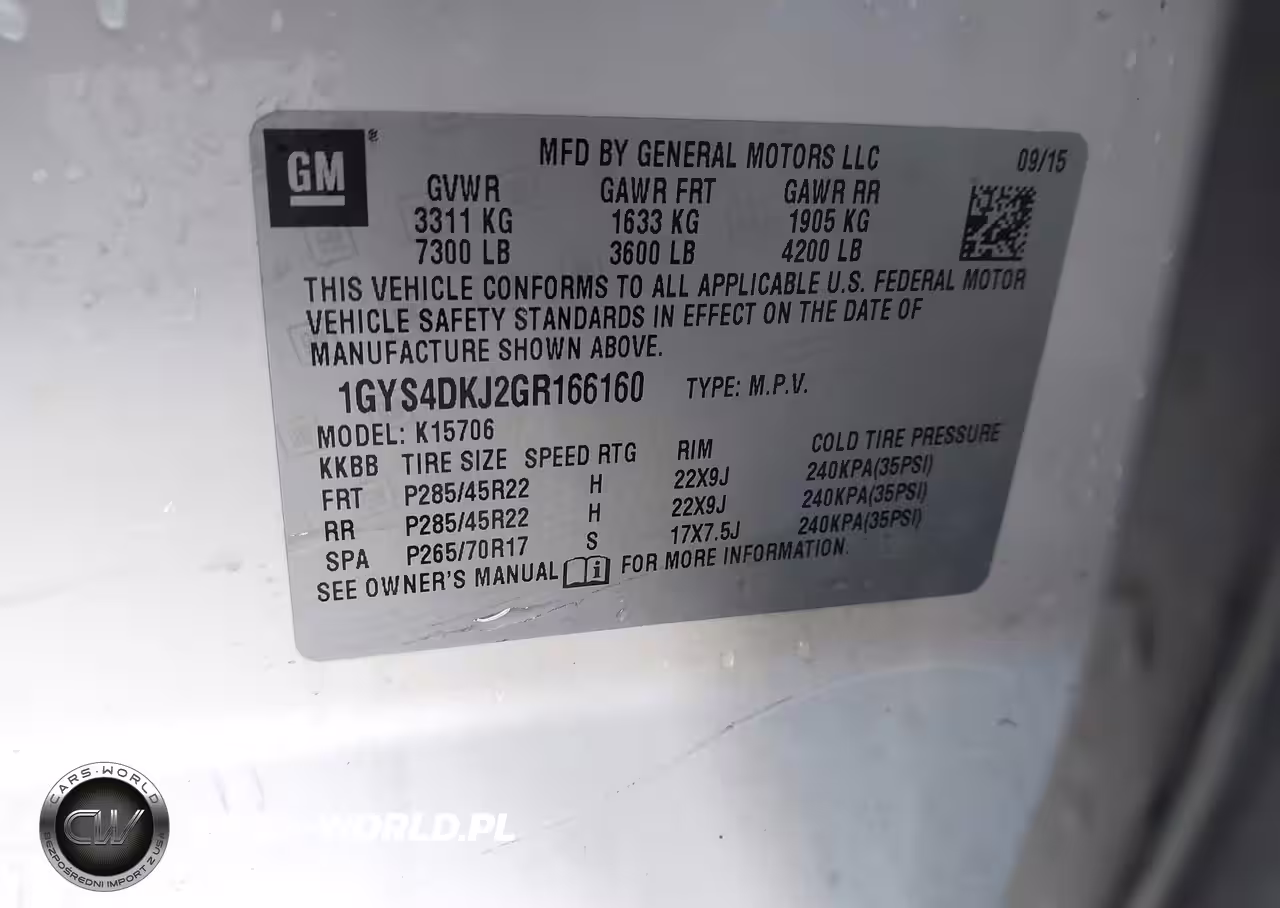 GM ®
MFD BY GENERAL MOTORS LLC 09/15
GVWR GAWR FRT GAWR RR
3311 KG 1633 KG 1905 KG
7300 LB 3600 LB 4200 LB
THIS VEHICLE CONFORMS TO ALL APPLICABLE U.S. FEDERAL MOTOR
VEHICLE SAFETY STANDARDS IN EFFECT ON THE DATE OF
MANUFACTURE SHOWN ABOVE.
1GYS4DKJ2GR166160 TYPE: M.P.V.
MODEL: K15706
KKBB TIRE SIZE SPEED RTG RIM COLD TIRE PRESSURE
FRT P285/45R22 H 22X9J 240KPA(35PSI)
RR P285/45R22 H 22X9J 240KPA(35PSI)
SPA P265/70R17 S 17X7.5J 240KPA(35PSI)
SEE OWNER'S MANUAL FOR MORE INFORMATION.
CARS-WORLD
CW
BEZPOŚREDNI IMPORT Z USA
-WORLD.PL